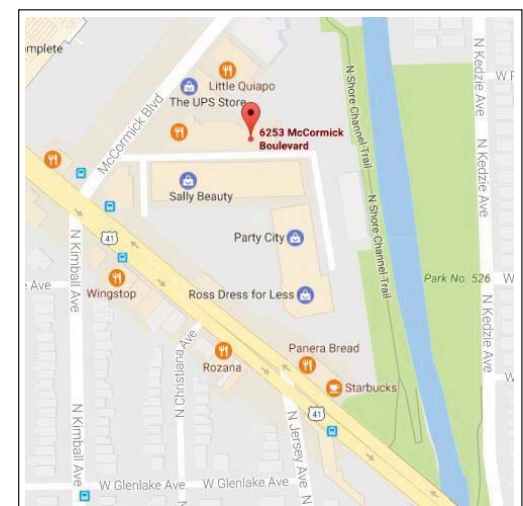 mplete
Little Quiapo
The UPS Store
McCormick Blvd
6253 McCormick
Boulevard
Sally Beauty
N Shore Channel Trail
N Kedzie Ave
W
N Kedzie Ave
N Shore Channel Trail
Party City
41
N Kimball Ave
Wingstop
Ave
Ross Dress for Less
Park No. 526
W
N Kedzie Ave
Panera Bread
Rozana
N Christiana Ave
Starbucks
W
41
N Kimball Ave
N Jersey Ave
N
W Glenlake Ave
W Glenlake Ave